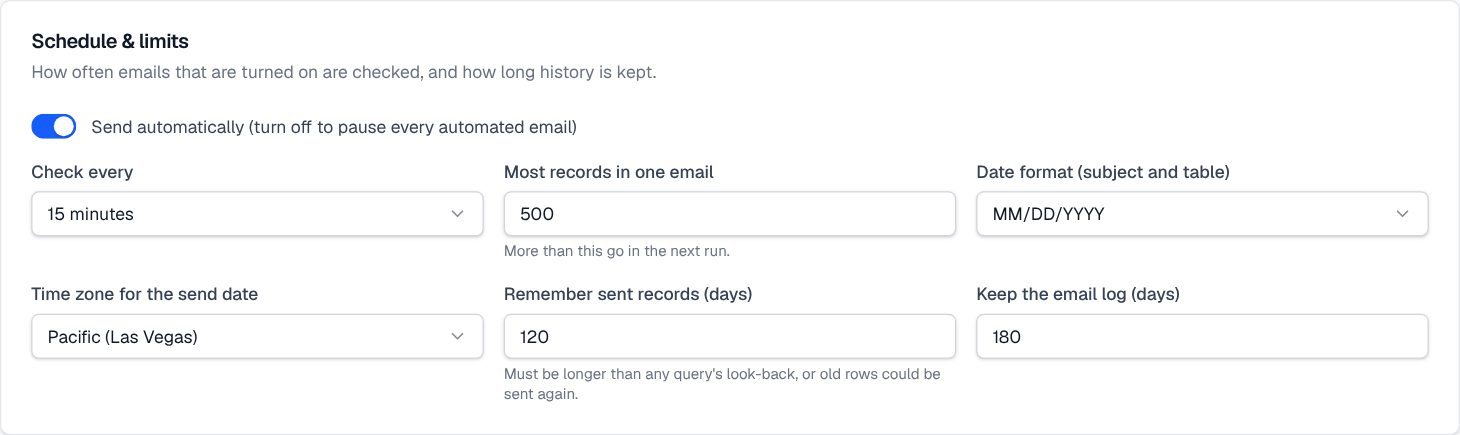 Schedule & limits
How often emails that are turned on are checked, and how long history is kept.
Send automatically (turn off to pause every automated email)
Check every
15 minutes
Most records in one email
500
More than this go in the next run.
Date format (subject and table)
MM/DD/YYYY
Time zone for the send date
Pacific (Las Vegas)
Remember sent records (days)
120
Must be longer than any query's look-back, or old rows could be
sent again.
Keep the email log (days)
180